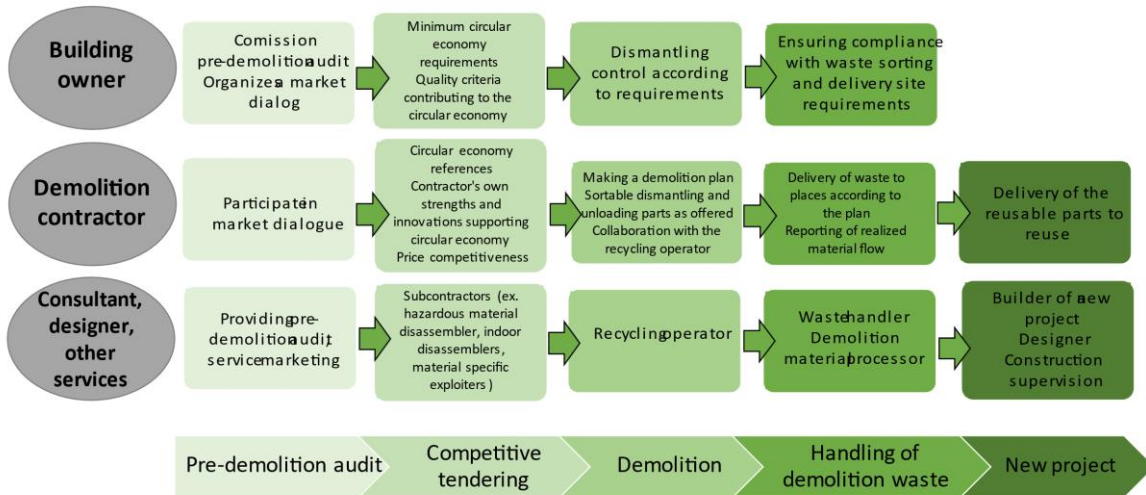 Building
owner
Comission
pre-demolition audit
Organizes a market
dialog
Minimum circular
economy
requirements
Quality criteria
contributing to the
circular economy
Dismantling
control according
to requirements
Ensuring compliance
with waste sorting
and delivery site
requirements
Demolition
contractor
Participate in
market dialogue
Circular economy
references
Contractor's own
strengths and
innovations supporting
circular economy
Price competitiveness
Making a demolition plan
Sortable dismantling and
unloading parts as offered
Collaboration with the
recycling operator
Delivery of waste to
places according to
the plan
Reporting of realized
material flow
Delivery of the
reusable parts to
reuse
Consultant,
designer,
other
services
Providing pre-
demolition audit,
service marketing
Subcontractors (ex.
hazardous material
disassembler, indoor
disassemblers,
material specific
exploiters )
Recycling operator
Waste handler
Demolition
material processor
Builder of a new
project
Designer
Construction
supervision
Pre-demolition audit
Competitive
tendering
Demolition
Handling of
demolition waste
New project